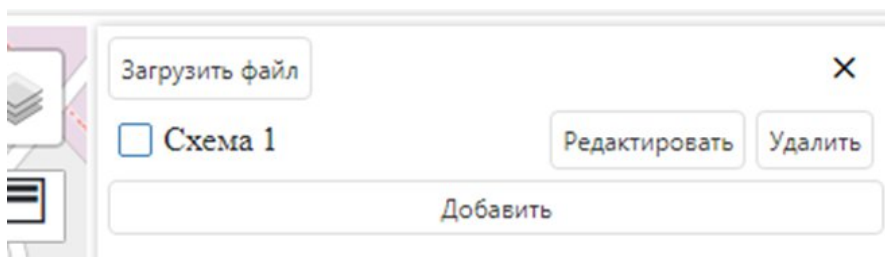 Загрузить файл
Схема 1 Редактировать Удалить
Добавить